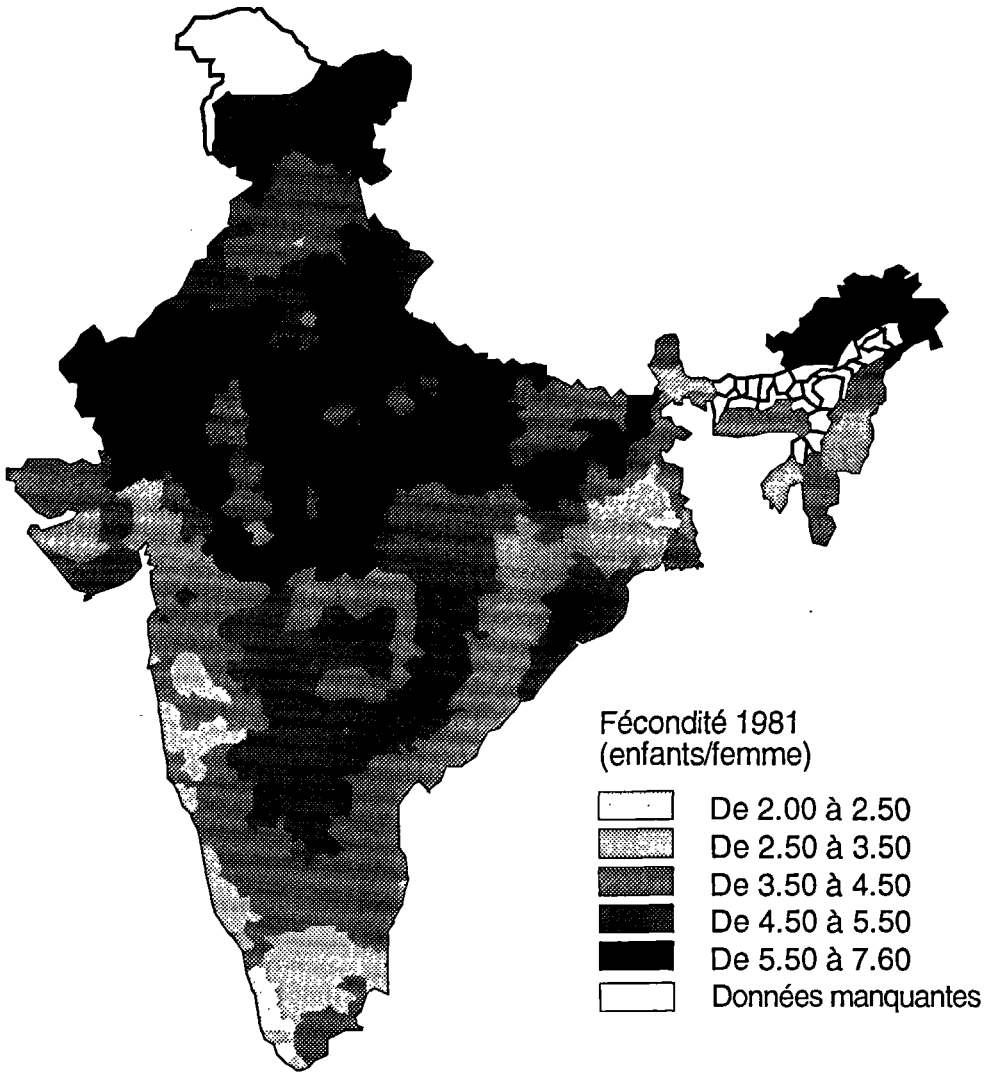 Fécondité 1981
(enfants/femme)
De 2.00 à 2.50
De 2.50 à 3.50
De 3.50 à 4.50
De 4.50 à 5.50
De 5.50 à 7.60
Données manquantes